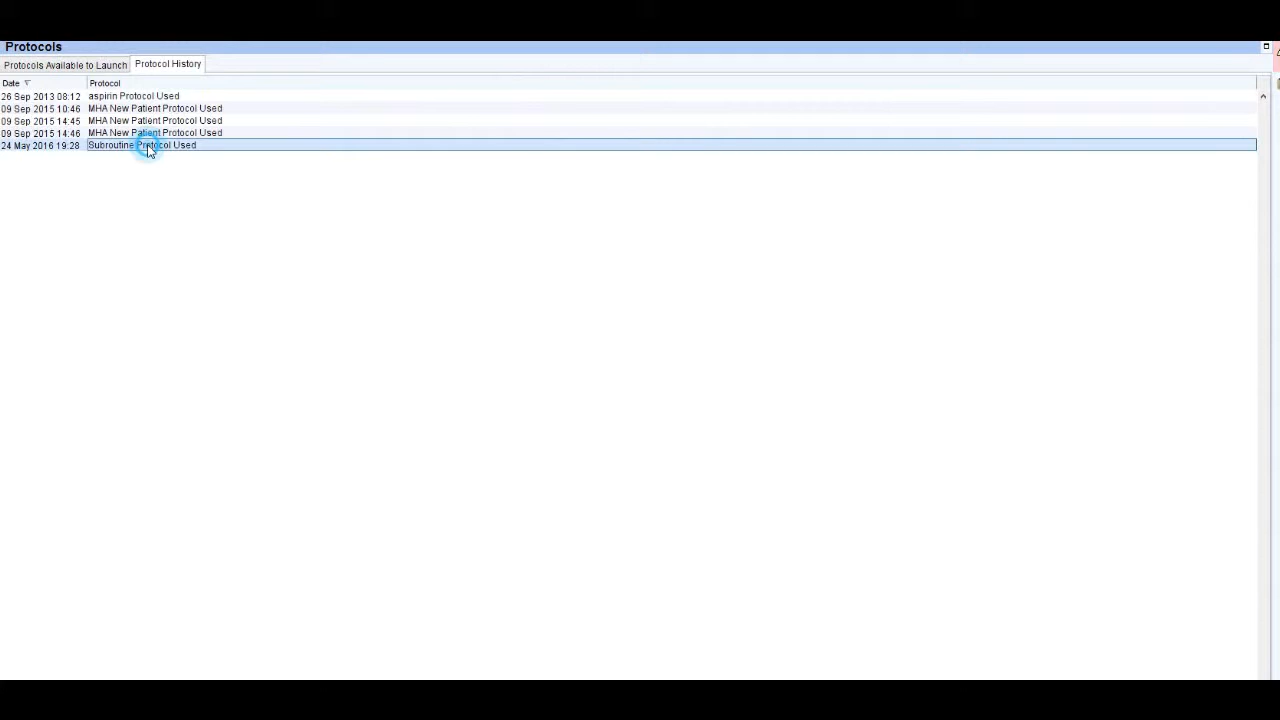 Protocols
Protocols Available to Launch Protocol History
Date Protocol
26 Sep 2013 08:12 aspirin Protocol Used
09 Sep 2015 10:46 MHA New Patient Protocol Used
09 Sep 2015 14:45 MHA New Patient Protocol Used
09 Sep 2015 14:46 MHA New Patient Protocol Used
24 May 2016 19:28 Subroutine Protocol Used